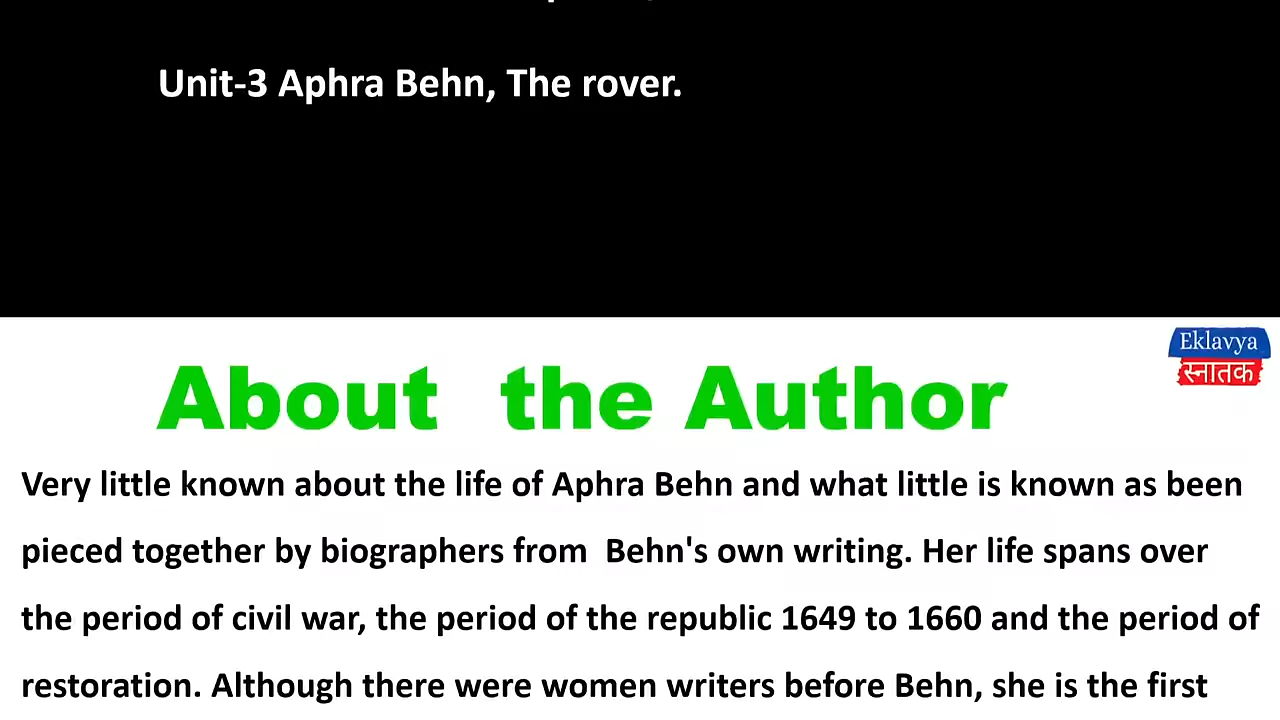 Unit-3 Aphra Behn, The rover.
Eklavya
स्नातक
About the Author
Very little known about the life of Aphra Behn and what little is known as been
pieced together by biographers from Behn's own writing. Her life spans over
the period of civil war, the period of the republic 1649 to 1660 and the period of
restoration. Although there were women writers before Behn, she is the first